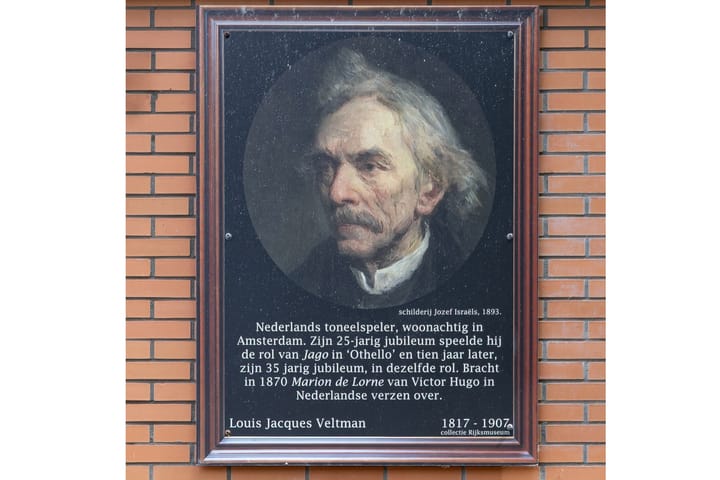 schilderij Jozef Israëls, 1893.
Nederlands toneelspeler, woonachtig in
Amsterdam. Zijn 25-jarig jubileum speelde hij
de rol van Jago in ‘Othello’ en tien jaar later,
zijn 35 jarig jubileum, in dezelfde rol. Bracht
in 1870 Marion de Lorne van Victor Hugo in
Nederlandse verzen over.
Louis Jacques Veltman 1817 - 1907
collectie Rijksmuseum